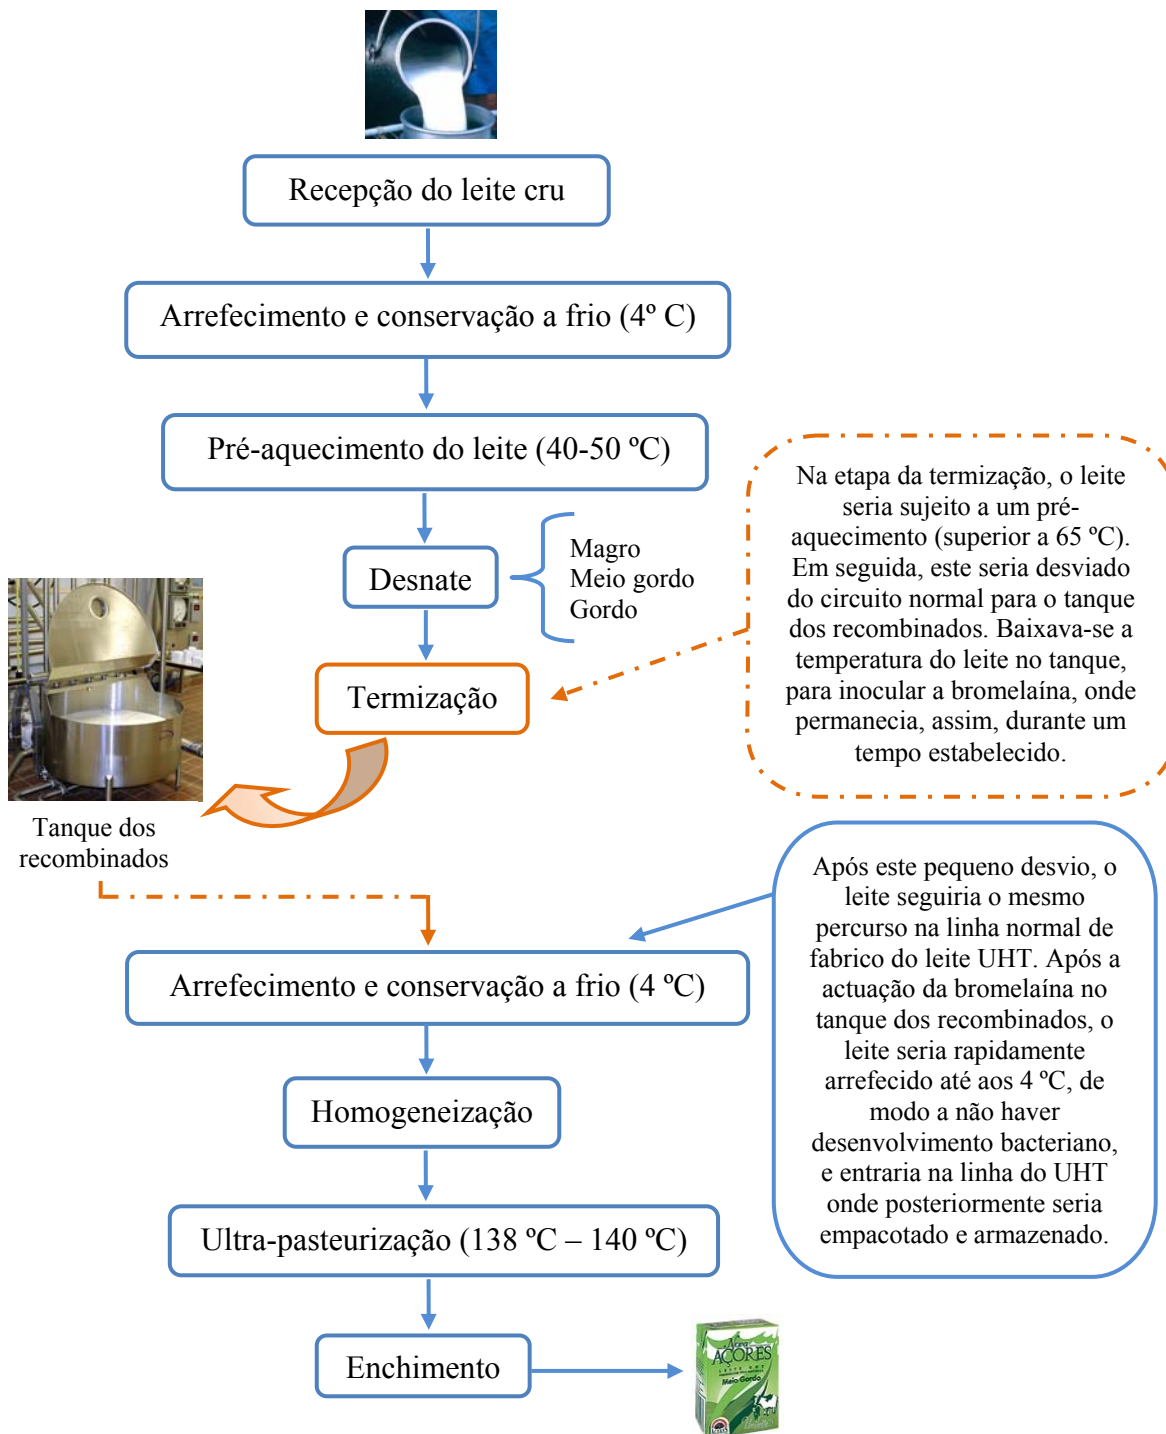 Recepção do leite cru
Arrefecimento e conservação a frio (4º C)
Pré-aquecimento do leite (40-50 ºC)
Desnate
Magro
Meio gordo
Gordo
Termização
Na etapa da termização, o leite
seria sujeito a um pré-
aquecimento (superior a 65 ºC).
Em seguida, este seria desviado
do circuito normal para o tanque
dos recombinados. Baixava-se a
temperatura do leite no tanque,
para inocular a bromelaína, onde
permanecia, assim, durante um
tempo estabelecido.
Tanque dos
recombinados
Após este pequeno desvio, o
leite seguiria o mesmo
percurso na linha normal de
fabrico do leite UHT. Após a
actuação da bromelaína no
tanque dos recombinados, o
leite seria rapidamente
arrefecido até aos 4 ºC, de
modo a não haver
desenvolvimento bacteriano,
e entraria na linha do UHT
onde posteriormente seria
empacotado e armazenado.
Arrefecimento e conservação a frio (4 ºC)
Homogeneização
Ultra-pasteurização (138 ºC – 140 ºC)
Enchimento
Nova
AÇORES
LEITE UHT
Meio Gordo